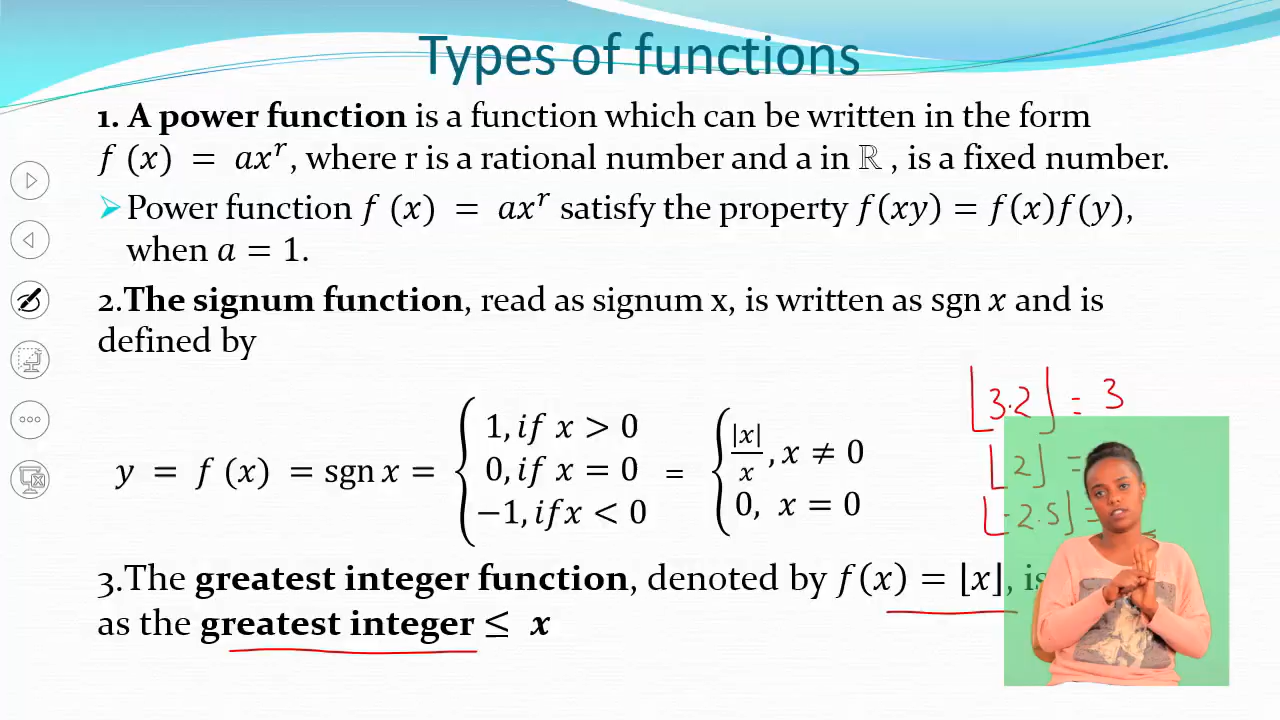 Types of functions
1. A power function is a function which can be written in the form
f (x) = ax^r, where r is a rational number and a in ℝ , is a fixed number.
➢Power function f (x) = ax^r satisfy the property f(xy) = f(x)f(y),
when a = 1.
2.The signum function, read as signum x, is written as sgn x and is
defined by
y = f (x) = sgn x = { 1, if x > 0 0, if x = 0 −1, ifx < 0 = { |x|/x , x ≠ 0 0, x = 0
⌊3.2⌋ = 3
⌊2⌋ =
⌊-2.5⌋ =
3.The greatest integer function, denoted by f(x) = ⌊x⌋, is
as the greatest integer ≤ x